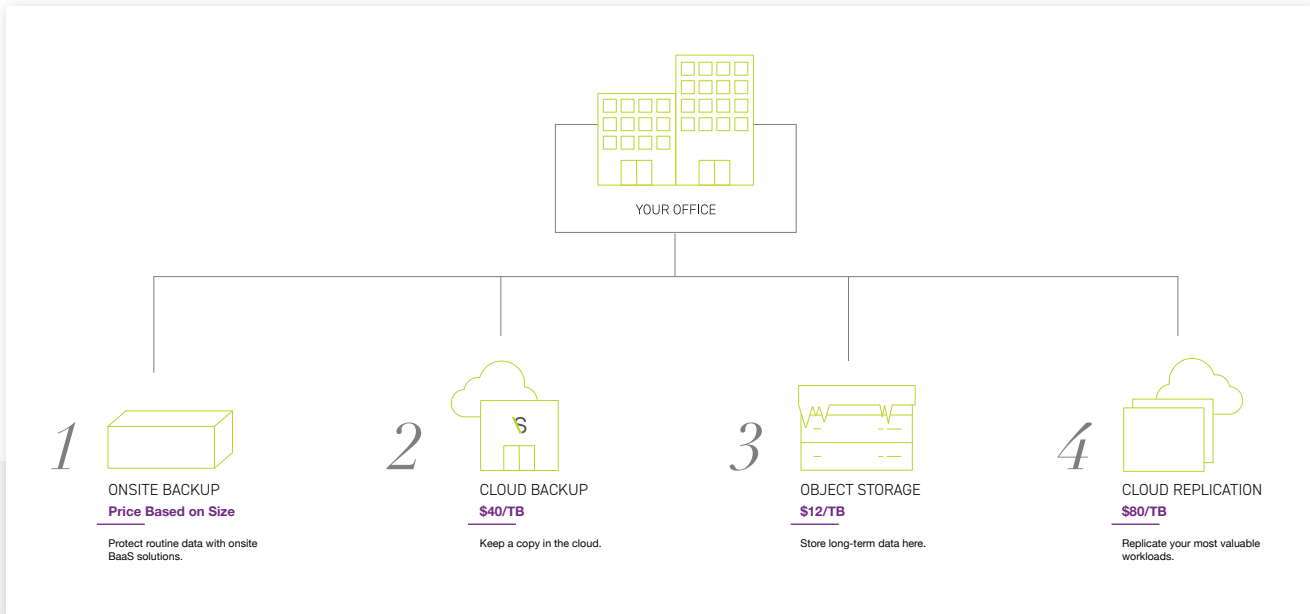 YOUR OFFICE
1
ONSITE BACKUP
Price Based on Size
Protect routine data with onsite
BaaS solutions.
2
S
CLOUD BACKUP
$40/TB
Keep a copy in the cloud.
3
OBJECT STORAGE
$12/TB
Store long-term data here.
4
CLOUD REPLICATION
$80/TB
Replicate your most valuable
workloads.